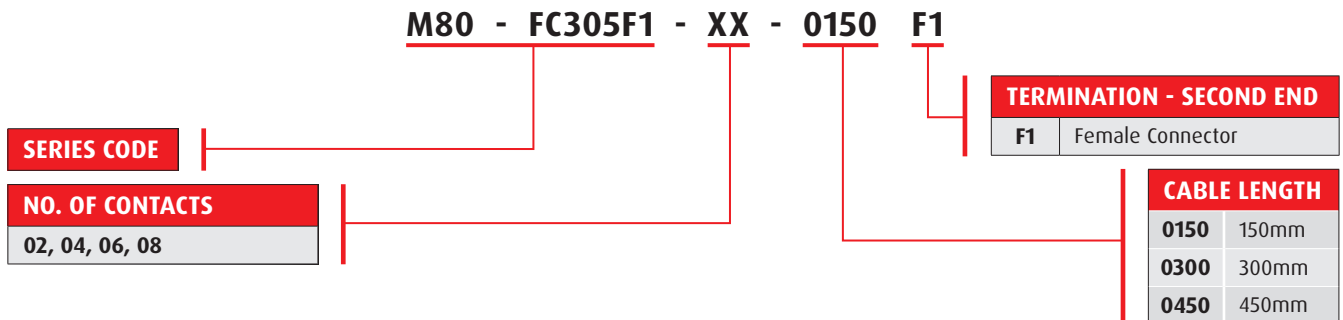 M80 - FC305F1 - XX - 0150 F1
TERMINATION - SECOND END
F1 Female Connector
SERIES CODE
NO. OF CONTACTS
02, 04, 06, 08
CABLE LENGTH
0150 150mm
0300 300mm
0450 450mm